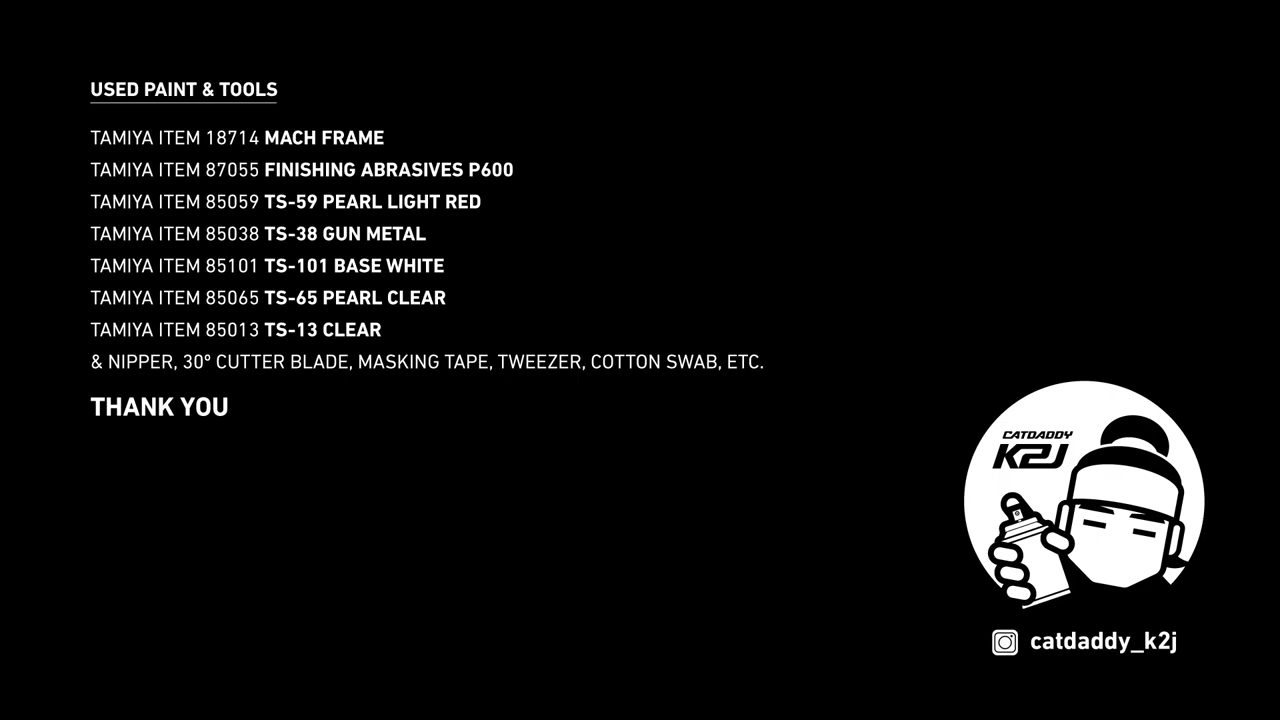 USED PAINT & TOOLS
TAMIYA ITEM 18714 MACH FRAME
TAMIYA ITEM 87055 FINISHING ABRASIVES P600
TAMIYA ITEM 85059 TS-59 PEARL LIGHT RED
TAMIYA ITEM 85038 TS-38 GUN METAL
TAMIYA ITEM 85101 TS-101 BASE WHITE
TAMIYA ITEM 85065 TS-65 PEARL CLEAR
TAMIYA ITEM 85013 TS-13 CLEAR
& NIPPER, 30° CUTTER BLADE, MASKING TAPE, TWEEZER, COTTON SWAB, ETC.
THANK YOU
CATDADDY
K2J
catdaddy_k2j